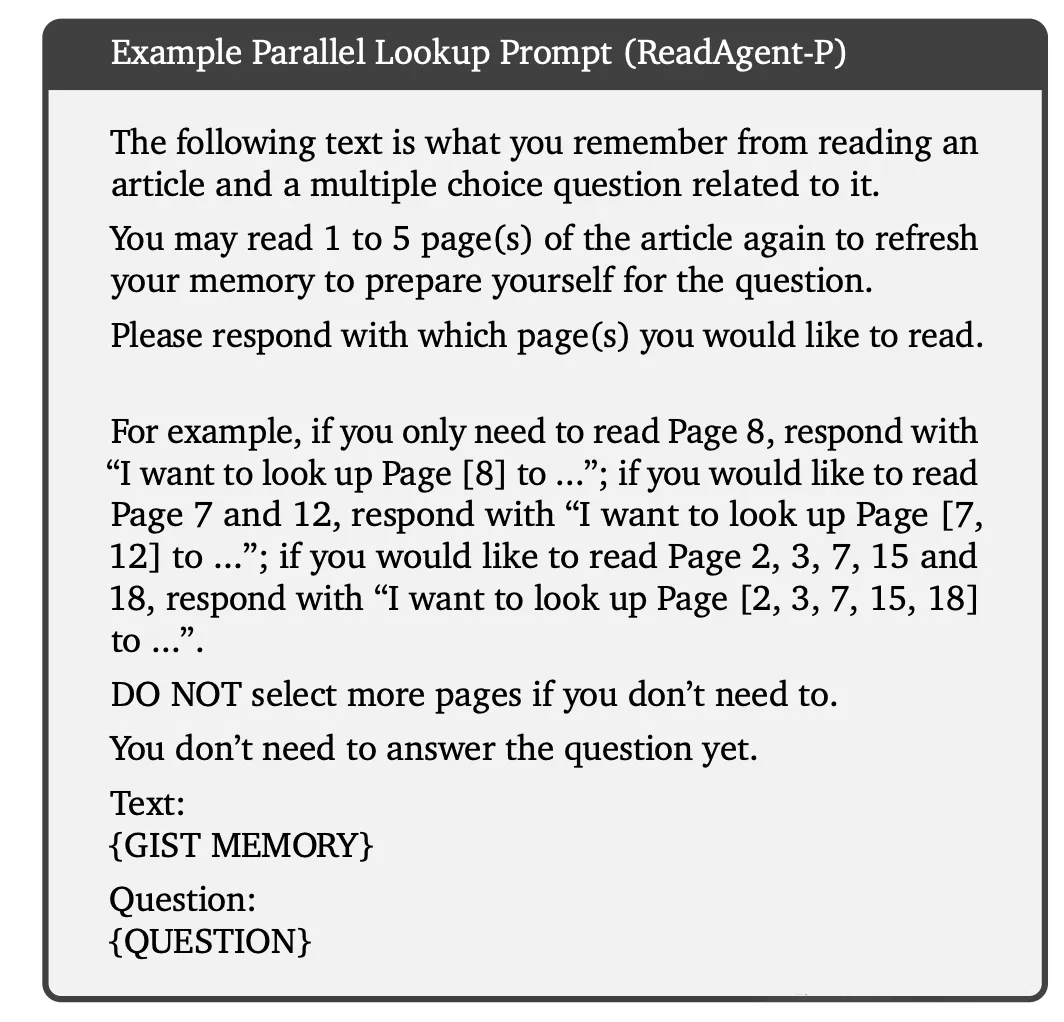 Example Parallel Lookup Prompt (ReadAgent-P)
The following text is what you remember from reading an
article and a multiple choice question related to it.
You may read 1 to 5 page(s) of the article again to refresh
your memory to prepare yourself for the question.
Please respond with which page(s) you would like to read.
For example, if you only need to read Page 8, respond with
“I want to look up Page [8] to ...”; if you would like to read
Page 7 and 12, respond with “I want to look up Page [7,
12] to ...”; if you would like to read Page 2, 3, 7, 15 and
18, respond with “I want to look up Page [2, 3, 7, 15, 18]
to ...”.
DO NOT select more pages if you don’t need to.
You don’t need to answer the question yet.
Text:
{GIST MEMORY}
Question:
{QUESTION}